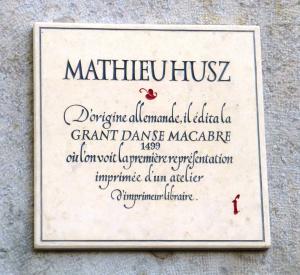 MATHIEU HUSZ
D'origine allemande, il édita la
GRANT DANSE MACABRE
1499
où l'on voit la première représentation
imprimée d'un atelier
d'imprimeur libraire.